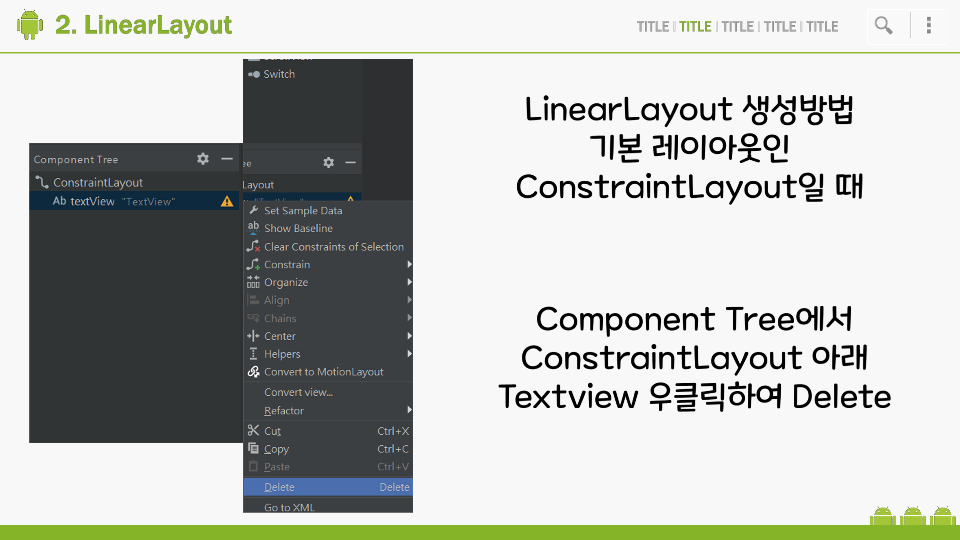 2. LinearLayout
TITLE | TITLE | TITLE | TITLE | TITLE
Switch
Component Tree
ConstraintLayout
Ab textView "TextView"
ee
Layout
Set Sample Data
Show Baseline
Clear Constraints of Selection
Constrain
Organize
Align
Chains
Center
Helpers
Convert to MotionLayout
Convert view...
Refactor
Cut Ctrl+X
Copy Ctrl+C
Paste Ctrl+V
Delete Delete
Go to XML
LinearLayout 생성방법
기본 레이아웃인
ConstraintLayout일 때
Component Tree에서
ConstraintLayout 아래
Textview 우클릭하여 Delete